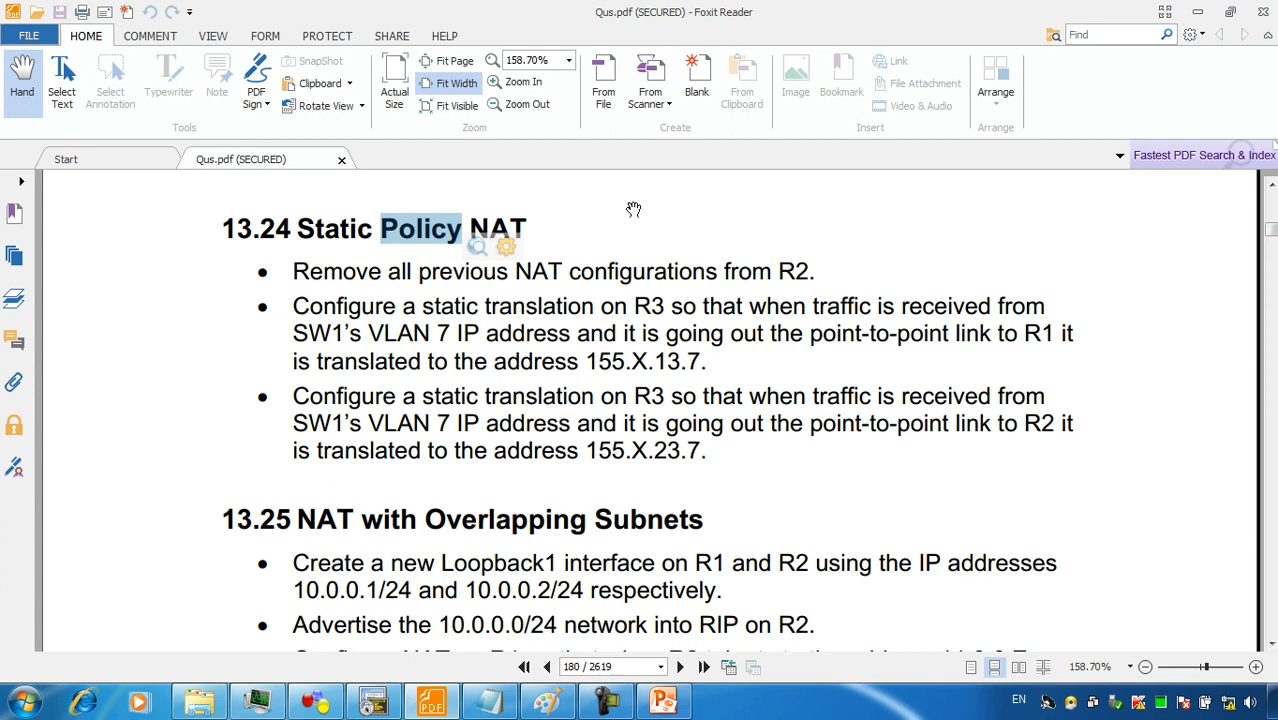 Qus.pdf (SECURED) - Foxit Reader
FILE HOME COMMENT VIEW FORM PROTECT SHARE HELP
Find
Hand
Select Text
Select Annotation
Typewriter
Note
PDF Sign
SnapShot
Clipboard
Rotate View
Tools
Actual Size
Fit Page
Fit Width
Fit Visible
158.70%
Zoom In
Zoom Out
Zoom
From File
From Scanner
Blank
From Clipboard
Create
Image
Bookmark
Link
File Attachment
Video & Audio
Insert
Arrange
Arrange
Start
Qus.pdf (SECURED)
Fastest PDF Search & Index
13.24 Static Policy NAT
• Remove all previous NAT configurations from R2.
• Configure a static translation on R3 so that when traffic is received from
SW1’s VLAN 7 IP address and it is going out the point-to-point link to R1 it
is translated to the address 155.X.13.7.
• Configure a static translation on R3 so that when traffic is received from
SW1’s VLAN 7 IP address and it is going out the point-to-point link to R2 it
is translated to the address 155.X.23.7.
13.25 NAT with Overlapping Subnets
• Create a new Loopback1 interface on R1 and R2 using the IP addresses
10.0.0.1/24 and 10.0.0.2/24 respectively.
• Advertise the 10.0.0.0/24 network into RIP on R2.
180 / 2619
158.70%
EN